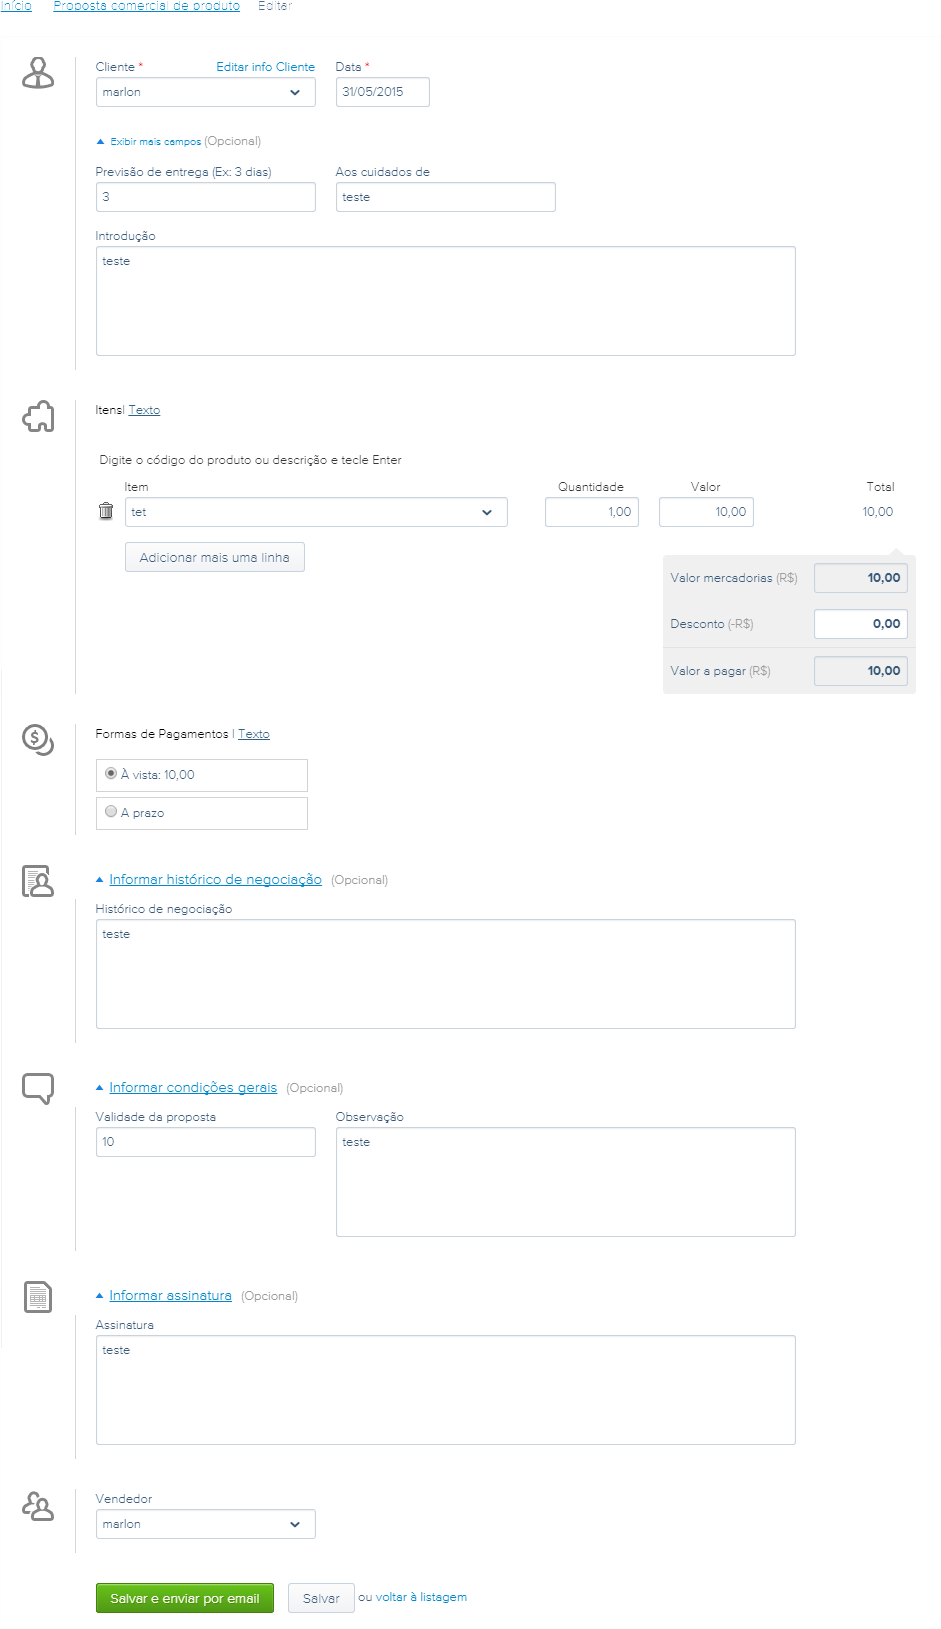 Início Proposta comercial de produto Editar
Cliente * Editar info Cliente Data *
marlon 31/05/2015
Exibir mais campos (Opcional)
Previsão de entrega (Ex: 3 dias) Aos cuidados de
3 teste
Introdução
teste
Itens| Texto
Digite o código do produto ou descrição e tecle Enter
Item Quantidade Valor Total
tet 1,00 10,00 10,00
Adicionar mais uma linha
Valor mercadorias (R$) 10,00
Desconto (-R$) 0,00
Valor a pagar (R$) 10,00
Formas de Pagamentos | Texto
À vista: 10,00
A prazo
Informar histórico de negociação (Opcional)
Histórico de negociação
teste
Informar condições gerais (Opcional)
Validade da proposta Observação
10 teste
Informar assinatura (Opcional)
Assinatura
teste
Vendedor
marlon
Salvar e enviar por email Salvar ou voltar à listagem